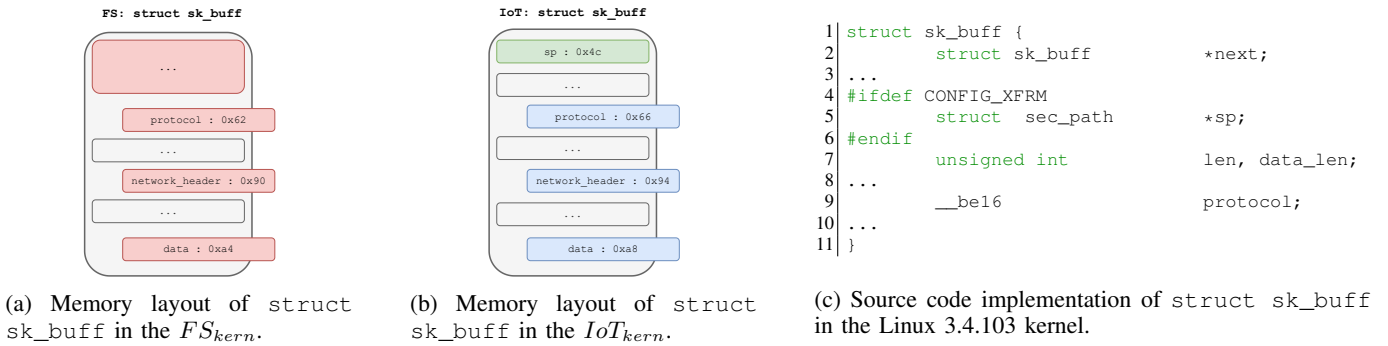 FS: struct sk_buff
...
protocol : 0x62
...
network_header : 0x90
...
data : 0xa4
(a) Memory layout of struct
sk_buff in the FS_kern.
IoT: struct sk_buff
sp : 0x4c
...
protocol : 0x66
...
network_header : 0x94
...
data : 0xa8
(b) Memory layout of struct
sk_buff in the IoT_kern.
1 struct sk_buff {
2 struct sk_buff *next;
3 ...
4 #ifdef CONFIG_XFRM
5 struct sec_path *sp;
6 #endif
7 unsigned int len, data_len;
8 ...
9 __be16 protocol;
10 ...
11 }
(c) Source code implementation of struct sk_buff
in the Linux 3.4.103 kernel.